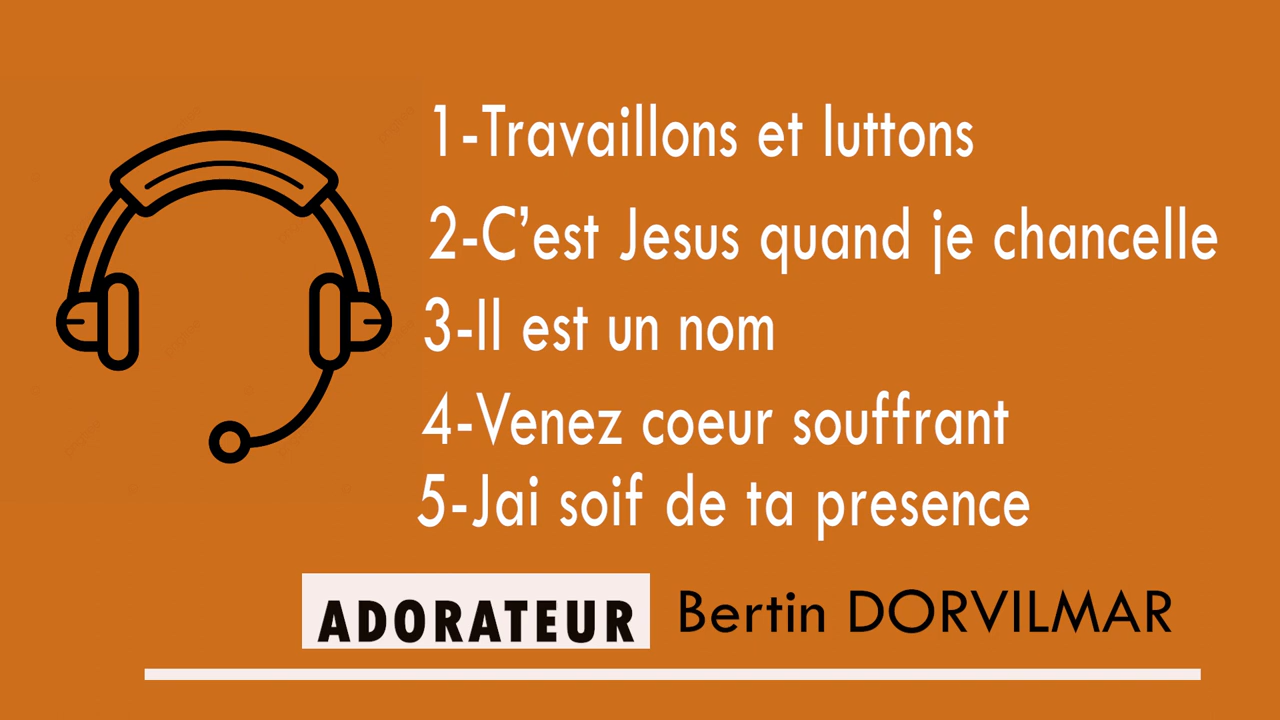 1-Travaillons et luttons
2-C’est Jesus quand je chancelle
3-Il est un nom
4-Venez coeur souffrant
5-Jai soif de ta presence
ADORATEUR Bertin DORVILMAR